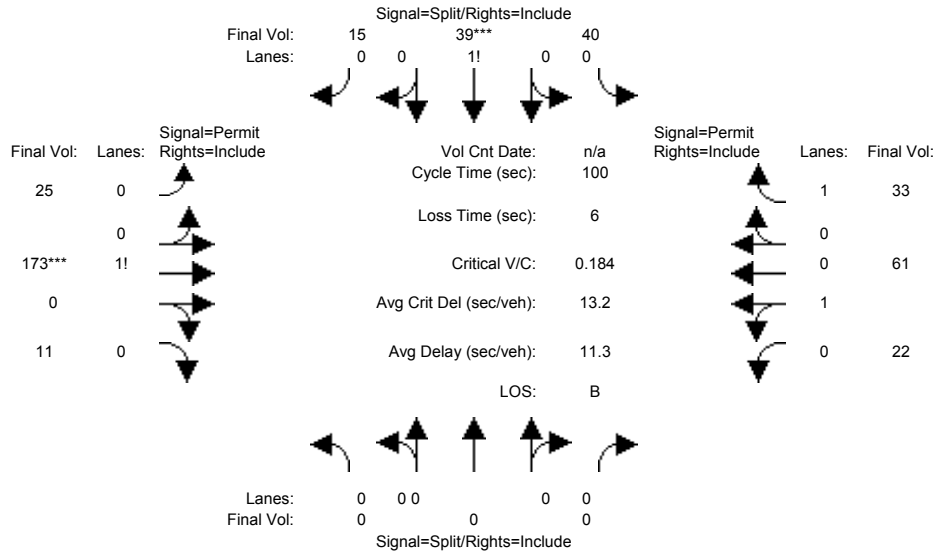 Signal=Split/Rights=Include
Final Vol: 15 39*** 40
Lanes: 0 0 1! 0 0
Signal=Permit Signal=Permit
Final Vol: Lanes: Rights=Include Vol Cnt Date: n/a Rights=Include Lanes: Final Vol:
Cycle Time (sec): 100
25 0 1 33
Loss Time (sec): 6
0 0
173*** 1! Critical V/C: 0.184 0 61
0 Avg Crit Del (sec/veh): 13.2 1
11 0 Avg Delay (sec/veh): 11.3 0 22
LOS: B
Lanes: 0 0 0 0 0
Final Vol: 0 0 0
Signal=Split/Rights=Include